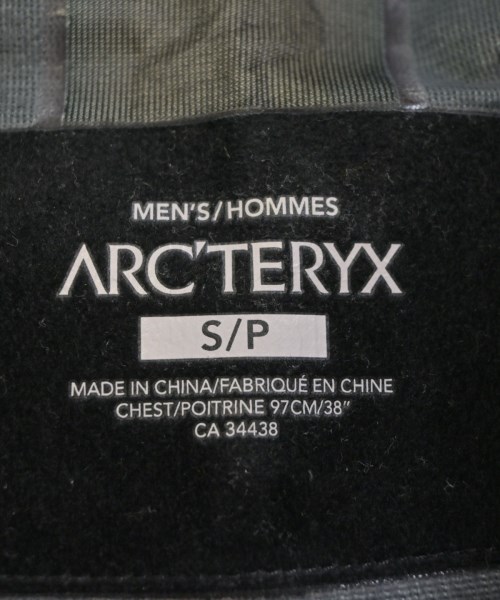 MEN'S/HOMMES
ARC'TERYX
S/P
MADE IN CHINA/FABRIQUÉ EN CHINE
CHEST/POITRINE 97CM/38"
CA 34438